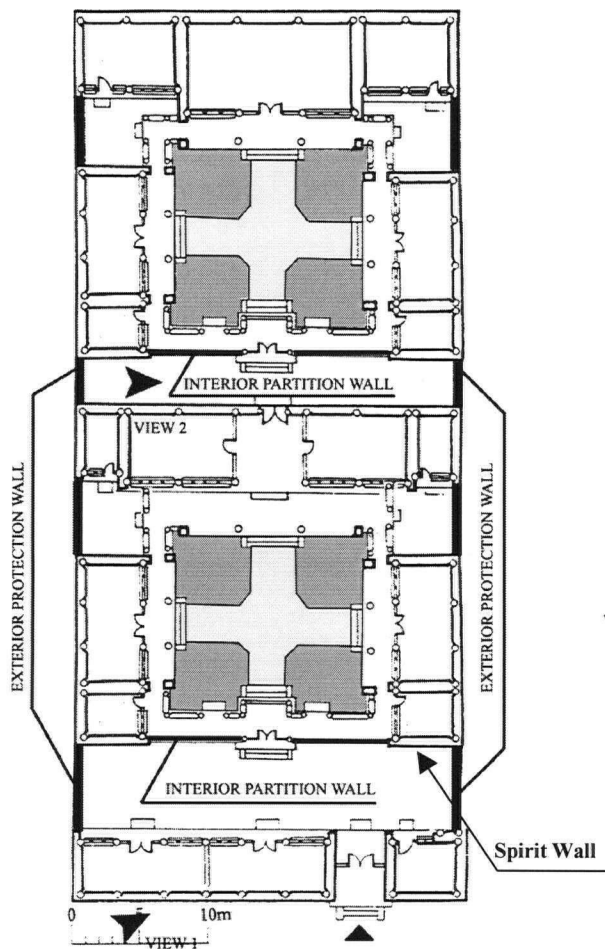 INTERIOR PARTITION WALL
VIEW 2
EXTERIOR PROTECTION WALL
EXTERIOR PROTECTION WALL
INTERIOR PARTITION WALL
Spirit Wall
0 5 10m
VIEW 1